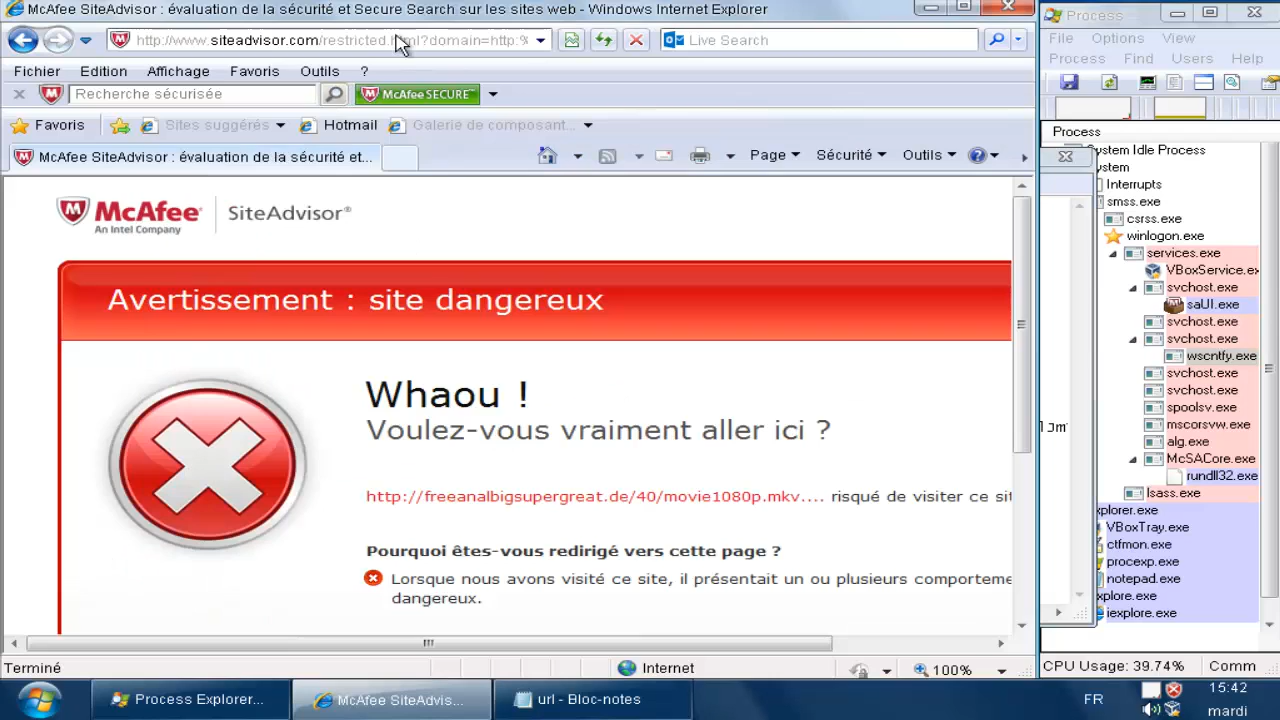 McAfee SiteAdvisor : évaluation de la sécurité et Secure Search sur les sites web - Windows Internet Explorer
http://www.siteadvisor.com/restricted.html?domain=http:%
Live Search
Fichier Edition Affichage Favoris Outils ?
Recherche sécurisée
McAfee SECURE™
Favoris Sites suggérés Hotmail Galerie de composant...
McAfee SiteAdvisor : évaluation de la sécurité et...
Page Sécurité Outils
McAfee SiteAdvisor®
An Intel Company
Avertissement : site dangereux
Whaou !
Voulez-vous vraiment aller ici ?
http://freeanalbigsupergreat.de/40/movie1080p.mkv.... risqué de visiter ce sit
Pourquoi êtes-vous redirigé vers cette page ?
Lorsque nous avons visité ce site, il présentait un ou plusieurs comporteme
dangereux.
Terminé
Internet
100%
Process
File Options View
Process Find Users Help
Process
System Idle Process
ystem
Interrupts
smss.exe
csrss.exe
winlogon.exe
services.exe
VBoxService.ex
svchost.exe
saUI.exe
svchost.exe
svchost.exe
wscntfy.exe
svchost.exe
svchost.exe
spoolsv.exe
mscorsvw.exe
alg.exe
McSACore.exe
rundll32.exe
lsass.exe
xplorer.exe
VBoxTray.exe
ctfmon.exe
procexp.exe
notepad.exe
explore.exe
iexplore.exe
CPU Usage: 39.74% Comm
Process Explorer...
McAfee SiteAdvis...
url - Bloc-notes
FR
15:42
mardi